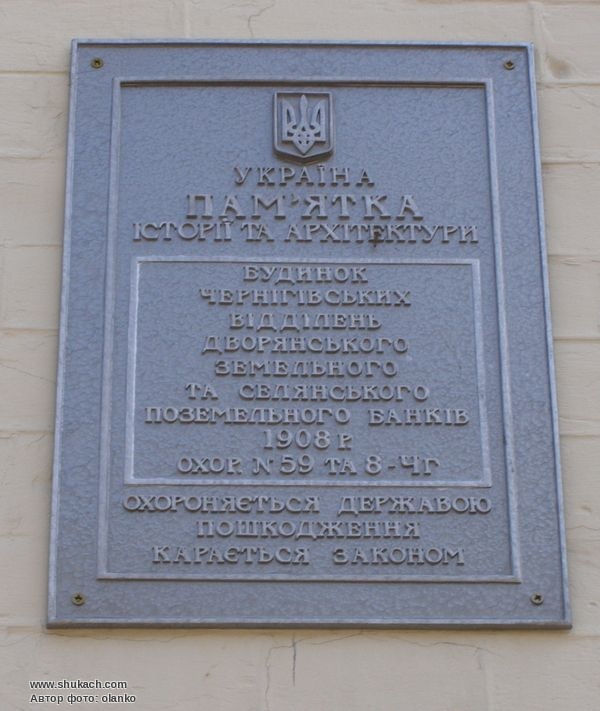 УКРАЇНА
ПАМ'ЯТКА
ІСТОРІЇ ТА АРХІТЕКТУРИ
БУДИНОК
ЧЕРНІГІВСЬКИХ
ВІДДІЛЕНЬ
ДВОРЯНСЬКОГО
ЗЕМЕЛЬНОГО
ТА СЕЛЯНСЬКОГО
ПОЗЕМЕЛЬНОГО БАНКІВ
1908 Р.
ОХОР. N 59 ТА 8-ЧГ
ОХОРОНЯЄТЬСЯ ДЕРЖАВОЮ
ПОШКОДЖЕННЯ
КАРАЄТЬСЯ ЗАКОНОМ
www.shukach.com
Автор фото: olanko